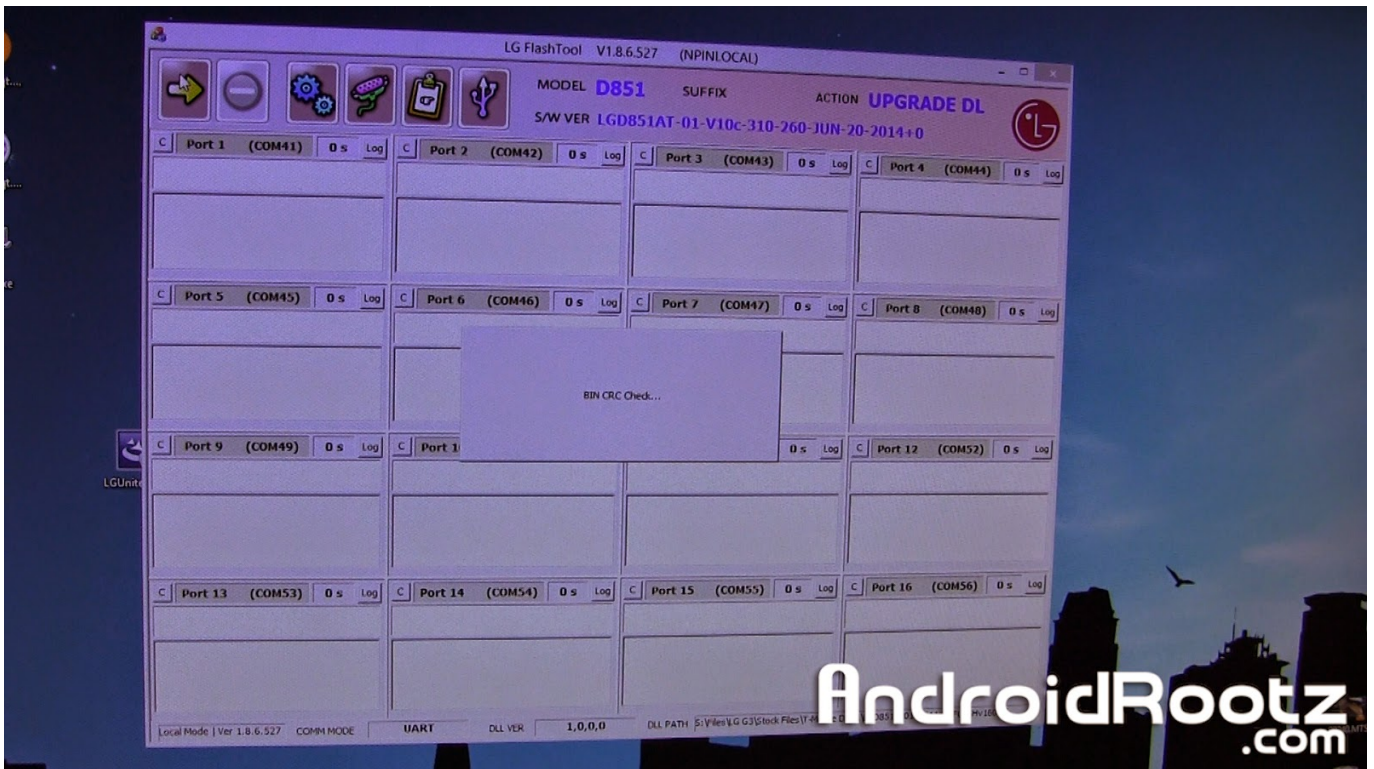 LG FlashTool V1.8.6.527 (NPINLOCAL)
MODEL D851 SUFFIX ACTION UPGRADE DL
S/W VER LGD851AT-01-V10c-310-260-JUN-20-2014+0
LG
C Port 1 (COM41) 0 s Log
C Port 2 (COM42) 0 s Log
C Port 3 (COM43) 0 s Log
C Port 4 (COM44) 0 s Log
C Port 5 (COM45) 0 s Log
C Port 6 (COM46) 0 s Log
C Port 7 (COM47) 0 s Log
C Port 8 (COM48) 0 s Log
BIN CRC Check...
C Port 9 (COM49) 0 s Log
C Port 1
0 s Log
C Port 12 (COM52) 0 s Log
LGUnite
C Port 13 (COM53) 0 s Log
C Port 14 (COM54) 0 s Log
C Port 15 (COM55) 0 s Log
C Port 16 (COM56) 0 s Log
Local Mode | Ver 1.8.6.527 COMM MODE UART DLL VER 1,0,0,0 DLL PATH S:\Files\LG G3\Stock Files\T-M
AndroidRootz
.com